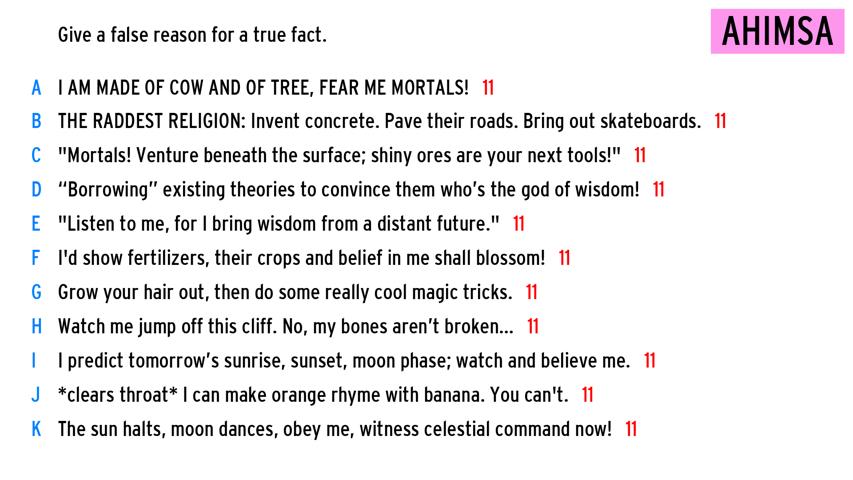 Give a false reason for a true fact.
AHIMSA
A I AM MADE OF COW AND OF TREE, FEAR ME MORTALS! 11
B THE RADDEST RELIGION: Invent concrete. Pave their roads. Bring out skateboards. 11
C "Mortals! Venture beneath the surface; shiny ores are your next tools!" 11
D “Borrowing” existing theories to convince them who’s the god of wisdom! 11
E "Listen to me, for I bring wisdom from a distant future." 11
F I'd show fertilizers, their crops and belief in me shall blossom! 11
G Grow your hair out, then do some really cool magic tricks. 11
H Watch me jump off this cliff. No, my bones aren’t broken... 11
I I predict tomorrow’s sunrise, sunset, moon phase; watch and believe me. 11
J *clears throat* I can make orange rhyme with banana. You can't. 11
K The sun halts, moon dances, obey me, witness celestial command now! 11